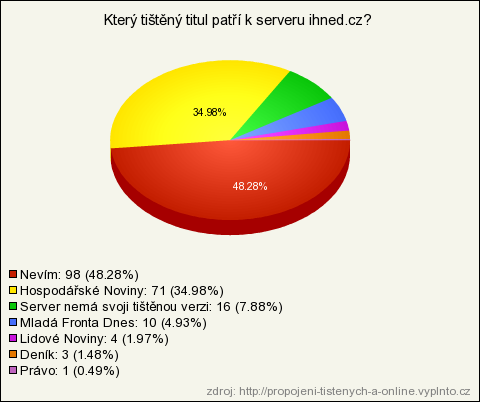 Který tištěný titul patří k serveru ihned.cz?
34.98%
48.28%
Nevím: 98 (48.28%)
Hospodářské Noviny: 71 (34.98%)
Server nemá svoji tištěnou verzi: 16 (7.88%)
Mladá Fronta Dnes: 10 (4.93%)
Lidové Noviny: 4 (1.97%)
Deník: 3 (1.48%)
Právo: 1 (0.49%)
zdroj: http://propojeni-tistenych-a-online.vyplnto.cz